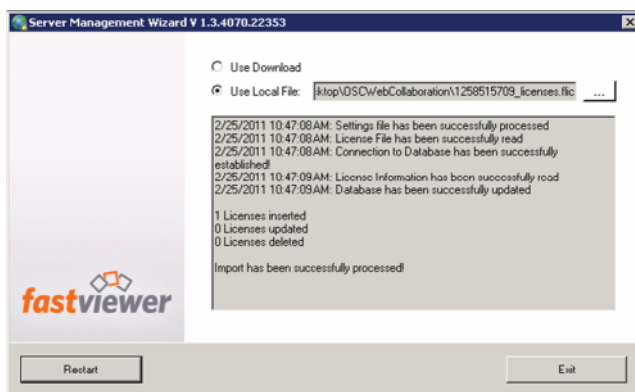 Server Management Wizard V 1.3.4070.22353
Use Download
Use Local File:
ktop\OSCWebCollaboration\1258515709_licenses.flic
...
2/25/2011 10:47:08 AM: Settings file has been successfully processed
2/25/2011 10:47:08 AM: License File has been successfully read
2/25/2011 10:47:08 AM: Connection to Database has been successfully
established!
2/25/2011 10:47:09 AM: License Information has been successfully read
2/25/2011 10:47:09 AM: Database has been successfully updated
1 Licenses inserted
0 Licenses updated
0 Licenses deleted
Import has been successfully processed!
fastviewer
Restart
Exit